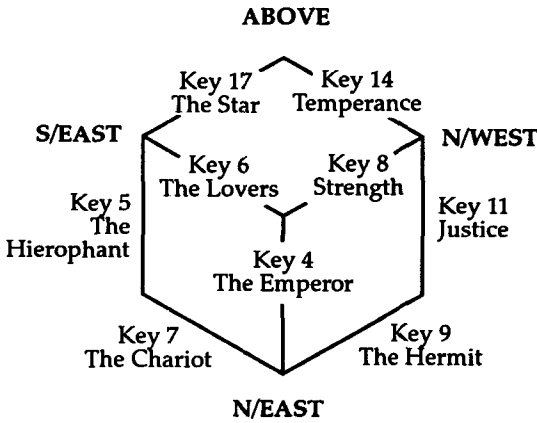 ABOVE
Key 17
The Star
Key 14
Temperance
S/EAST
N/WEST
Key 6
The Lovers
Key 8
Strength
Key 5
The
Hierophant
Key 11
Justice
Key 4
The Emperor
Key 7
The Chariot
Key 9
The Hermit
N/EAST